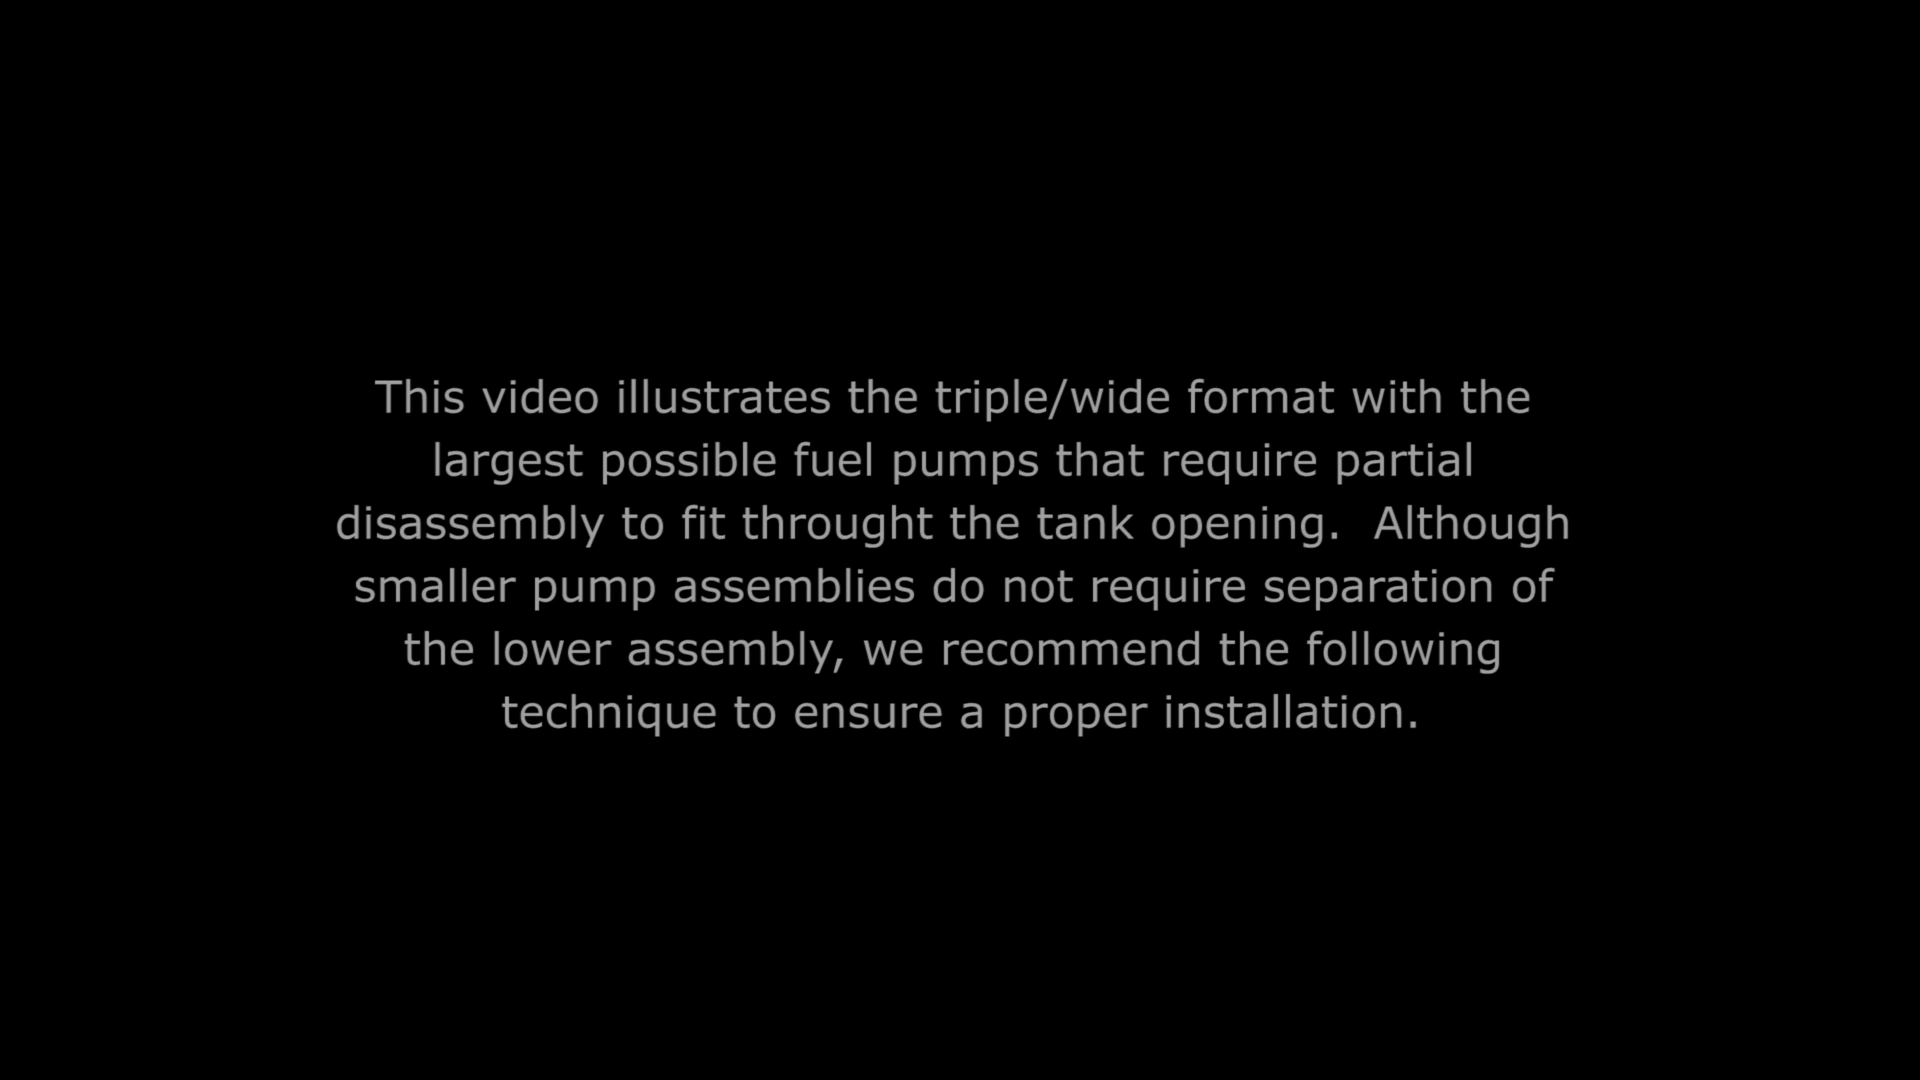 This video illustrates the triple/wide format with the
largest possible fuel pumps that require partial
disassembly to fit throught the tank opening.  Although
smaller pump assemblies do not require separation of
the lower assembly, we recommend the following
technique to ensure a proper installation.